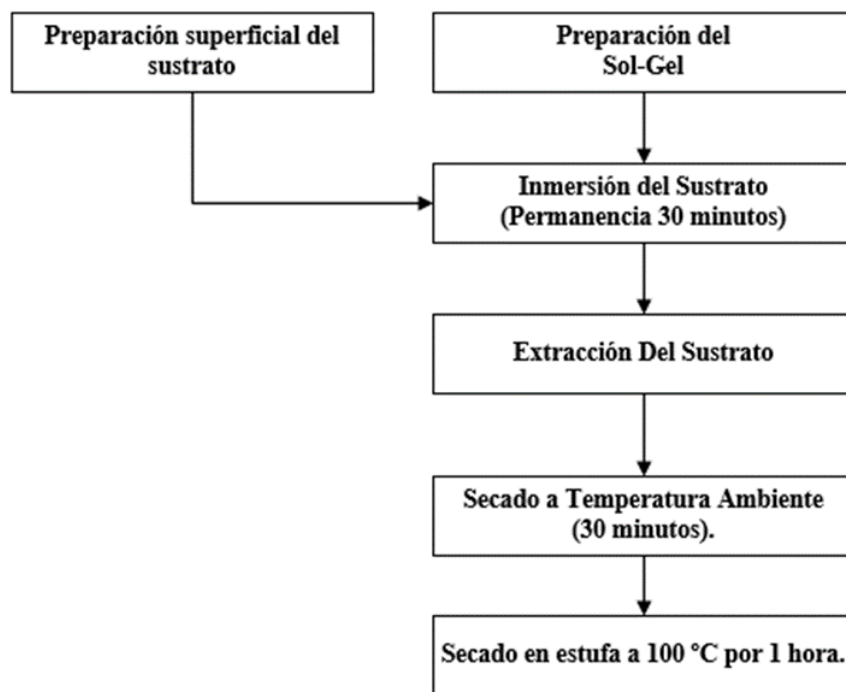 Preparación superficial del
sustrato
Preparación del
Sol-Gel
Inmersión del Sustrato
(Permanencia 30 minutos)
Extracción Del Sustrato
Secado a Temperatura Ambiente
(30 minutos).
Secado en estufa a 100 °C por 1 hora.